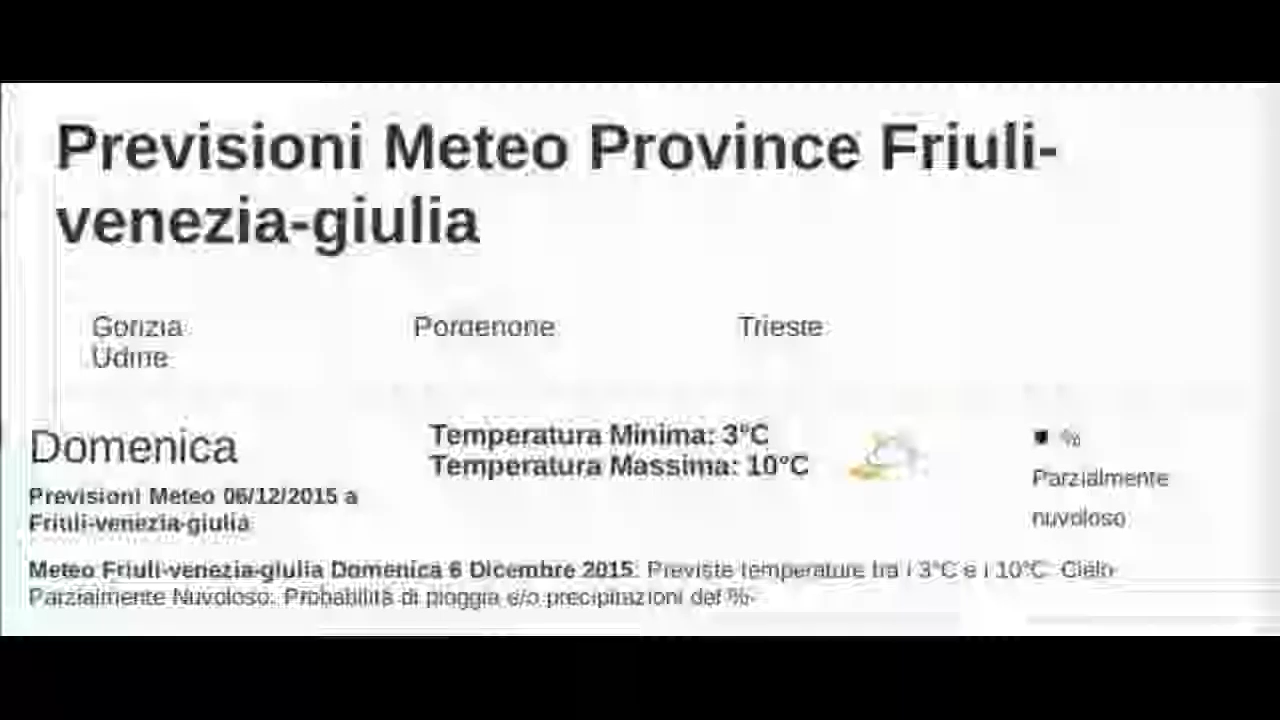 Previsioni Meteo Province Friuli-
venezia-giulia
Gorizia Pordenone Trieste
Udine
Domenica
Temperatura Minima: 3°C
Temperatura Massima: 10°C
%
Parzialmente
nuvoloso
Previsioni Meteo 06/12/2015 a
Friuli-venezia-giulia
Meteo Friuli-venezia-giulia Domenica 6 Dicembre 2015. Previste temperature tra i 3°C e i 10°C. Cielo
Parzialmente Nuvoloso. Probabilità di pioggia e/o precipitazioni del %.